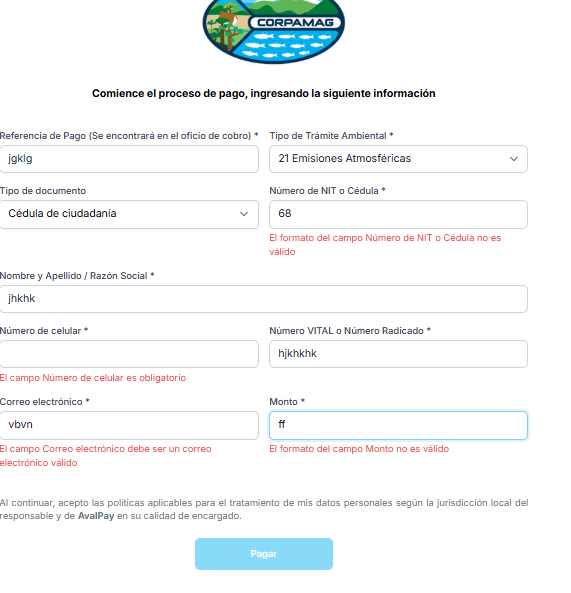 CORPAMAG
Comience el proceso de pago, ingresando la siguiente información
Referencia de Pago (Se encontrará en el oficio de cobro) *
Tipo de Trámite Ambiental *
jgklg
21 Emisiones Atmosféricas
Tipo de documento
Número de NIT o Cédula *
Cédula de ciudadanía
68
El formato del campo Número de NIT o Cédula no es
válido
Nombre y Apellido / Razón Social *
jhkhk
Número de celular *
Número VITAL o Número Radicado *
hjkhkhk
El campo Número de celular es obligatorio
Correo electrónico *
Monto *
vbvn
ff
El campo Correo electrónico debe ser un correo
electrónico válido
El formato del campo Monto no es válido
Al continuar, acepto las políticas aplicables para el tratamiento de mis datos personales según la jurisdicción local del
responsable y de AvalPay en su calidad de encargado.
Pagar